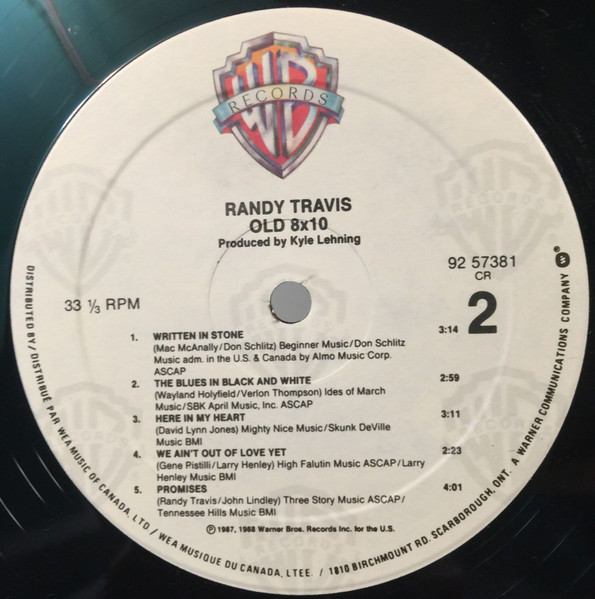 WB
RECORDS
RANDY TRAVIS
OLD 8x10
Produced by Kyle Lehning
33 ⅓ RPM
92 57381
CR
2
1. WRITTEN IN STONE 3:14
(Mac McAnally/Don Schlitz) Beginner Music/Don Schlitz
Music adm. in the U.S. & Canada by Almo Music Corp.
ASCAP
2. THE BLUES IN BLACK AND WHITE 2:59
(Wayland Holyfield/Verlon Thompson) Ides of March
Music/SBK April Music, Inc. ASCAP
3. HERE IN MY HEART 3:11
(David Lynn Jones) Mighty Nice Music/Skunk DeVille
Music BMI
4. WE AIN'T OUT OF LOVE YET 2:23
(Gene Pistilli/Larry Henley) High Falutin Music ASCAP/Larry
Henley Music BMI
5. PROMISES 4:01
(Randy Travis/John Lindley) Three Story Music ASCAP/
Tennessee Hills Music BMI
Ⓟ 1987, 1988 Warner Bros. Records Inc. for the U.S.
DISTRIBUTED BY/DISTRIBUÉ PAR WEA MUSIC OF CANADA, LTD/WEA MUSIQUE DU CANADA, LTEE. / 1810 BIRCHMOUNT RD. SCARBOROUGH, ONT. A WARNER COMMUNICATIONS COMPANY W®